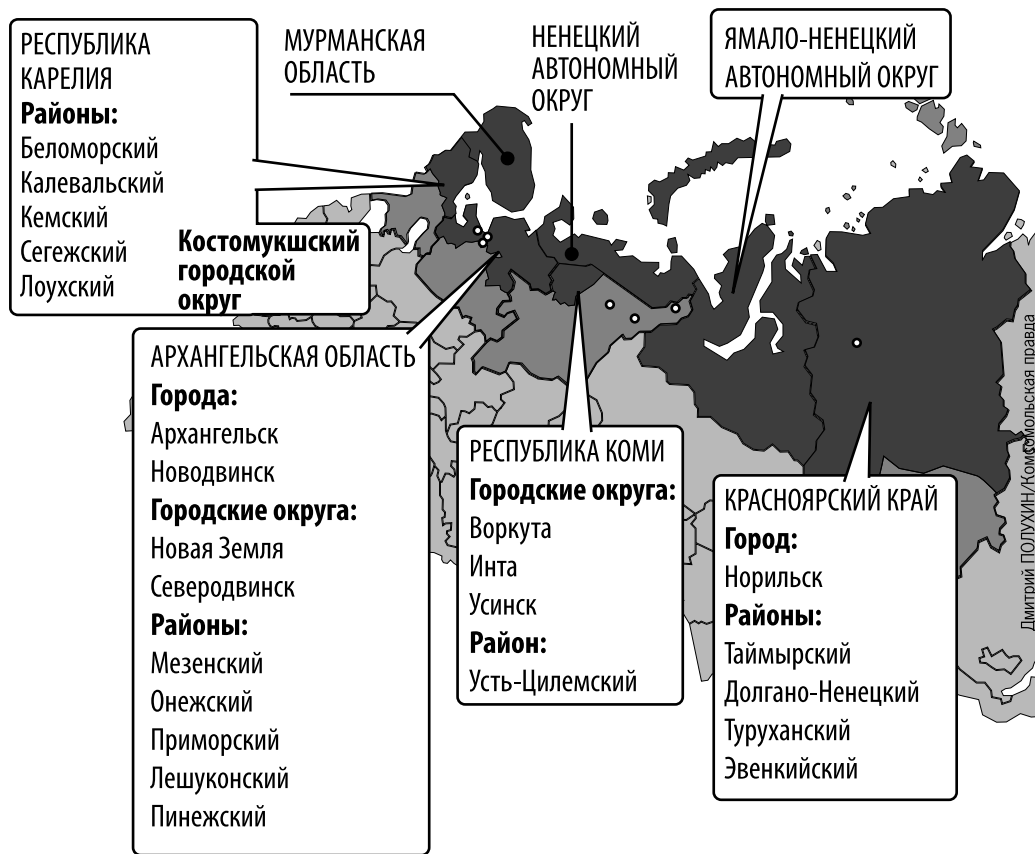 РЕСПУБЛИКА
КАРЕЛИЯ
Районы:
Беломорский
Калевальский
Кемский
Сегежский
Лоухский
Костомукшский
городской
округ
МУРМАНСКАЯ
ОБЛАСТЬ
НЕНЕЦКИЙ
АВТОНОМНЫЙ
ОКРУГ
ЯМАЛО-НЕНЕЦКИЙ
АВТОНОМНЫЙ ОКРУГ
АРХАНГЕЛЬСКАЯ ОБЛАСТЬ
Города:
Архангельск
Новодвинск
Городские округа:
Новая Земля
Северодвинск
Районы:
Мезенский
Онежский
Приморский
Лешуконский
Пинежский
РЕСПУБЛИКА КОМИ
Городские округа:
Воркута
Инта
Усинск
Район:
Усть-Цилемский
КРАСНОЯРСКИЙ КРАЙ
Город:
Норильск
Районы:
Таймырский
Долгано-Ненецкий
Туруханский
Эвенкийский
Дмитрий ПОЛУХИН/Комсомольская правда